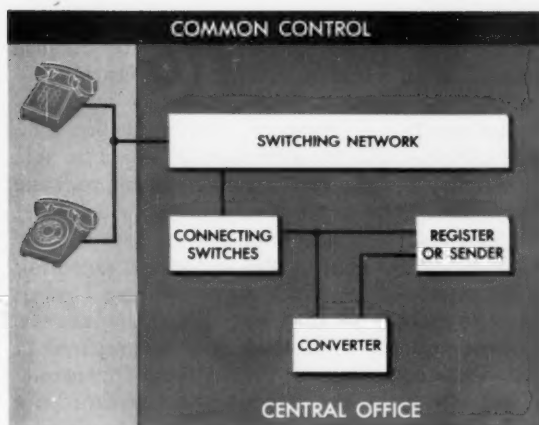 COMMON CONTROL
SWITCHING NETWORK
CONNECTING
SWITCHES
REGISTER
OR SENDER
CONVERTER
CENTRAL OFFICE